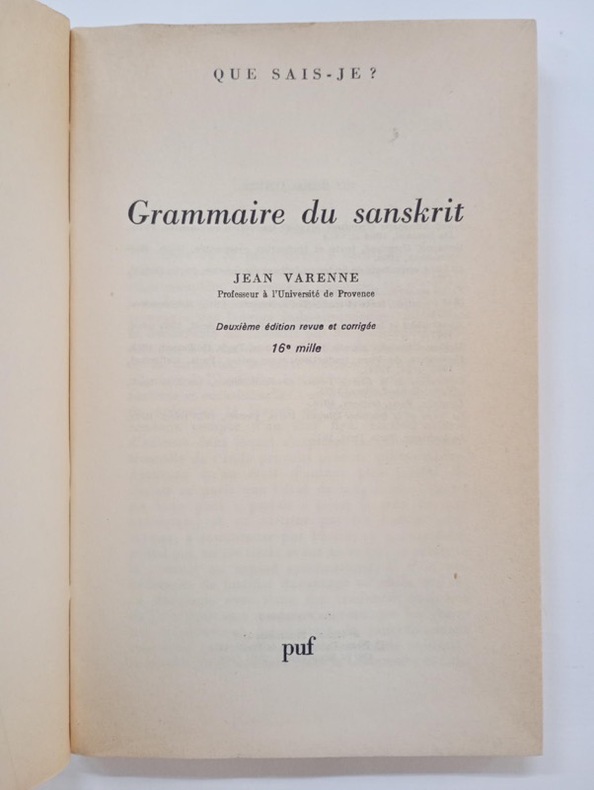 QUE SAIS-JE ?
Grammaire du sanskrit
JEAN VARENNE
Professeur à l'Université de Provence
Deuxième édition revue et corrigée
16e mille
puf